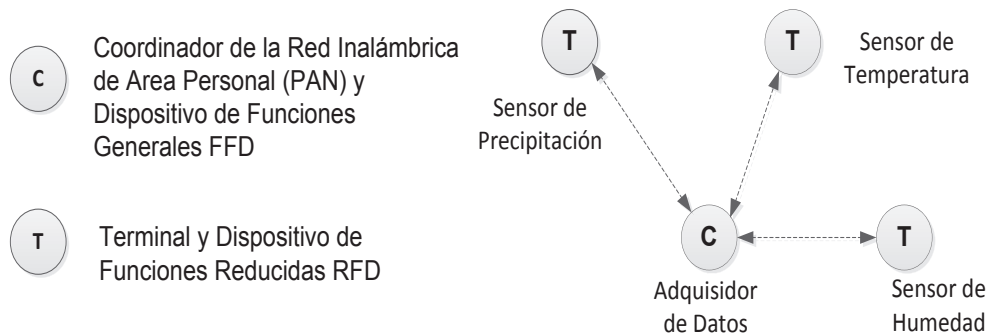 C
Coordinador de la Red Inalámbrica
de Area Personal (PAN) y
Dispositivo de Funciones
Generales FFD
T
Terminal y Dispositivo de
Funciones Reducidas RFD
T
Sensor de
Precipitación
T
Sensor de
Temperatura
C
Adquisidor
de Datos
T
Sensor de
Humedad